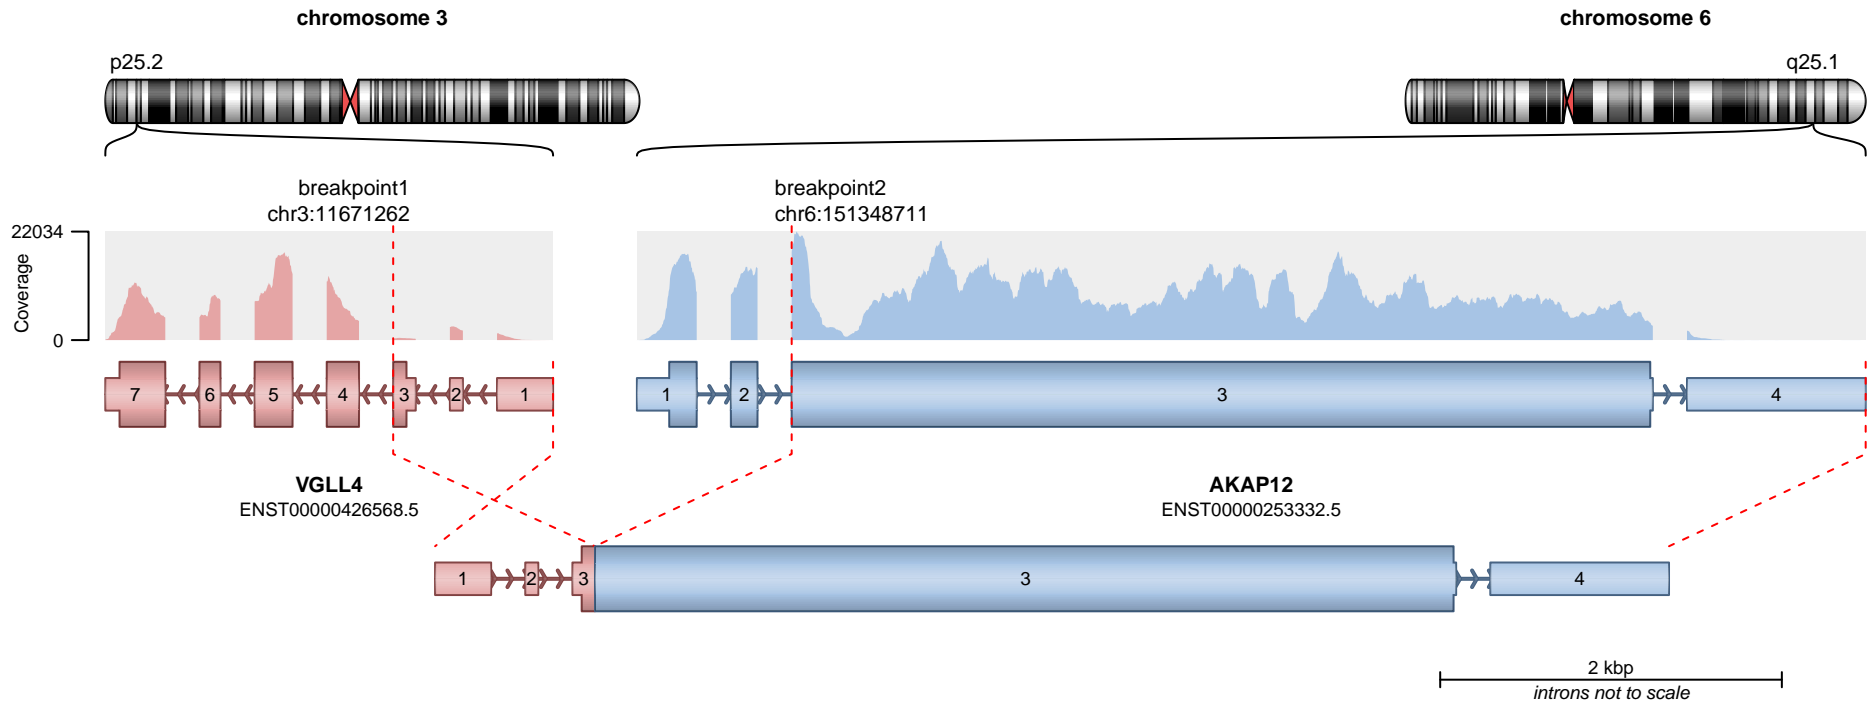 chromosome 3
chromosome 6
p25.2
q25.1
breakpoint1
chr3:11671262
breakpoint2
chr6:151348711
22034
Coverage
0
7 6 5 4 3 2 1
1 2 3 4
VGLL4
ENST00000426568.5
AKAP12
ENST00000253332.5
1 2 3 3 4
2 kbp
introns not to scale